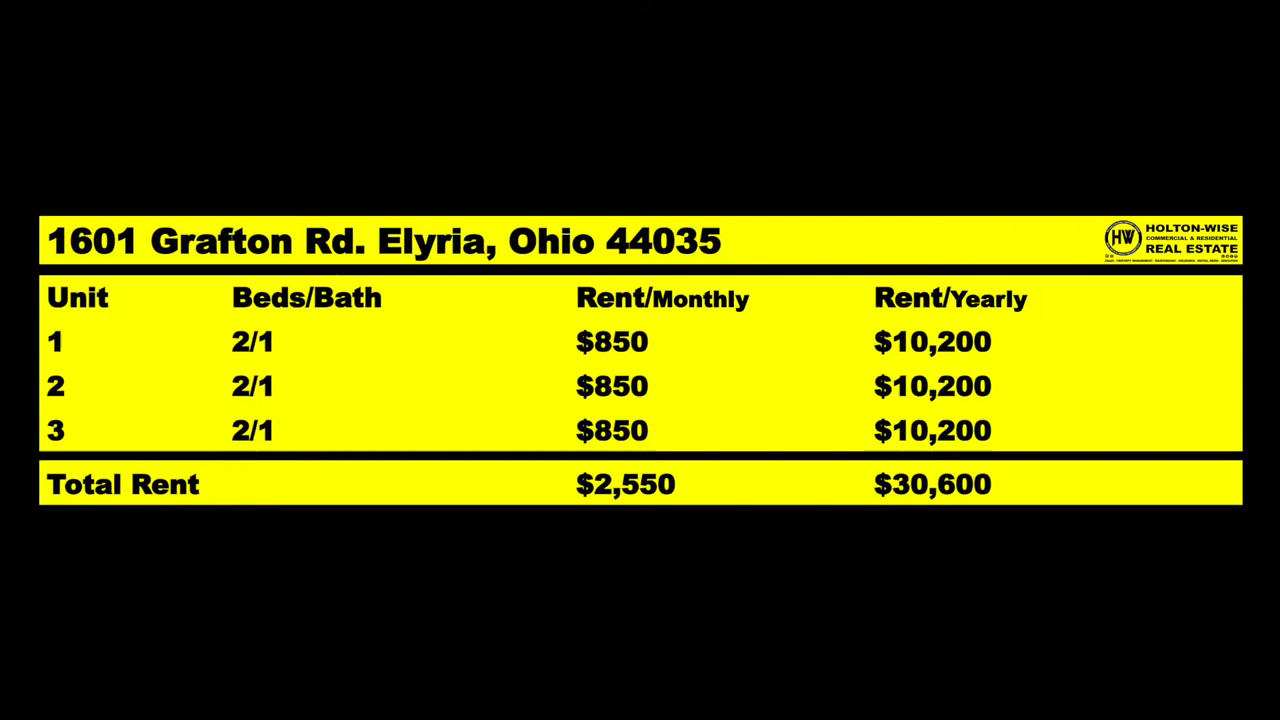 1601 Grafton Rd. Elyria, Ohio 44035
HW
HOLTON-WISE
COMMERCIAL & RESIDENTIAL
REAL ESTATE
Unit Beds/Bath Rent/Monthly Rent/Yearly
1 2/1 $850 $10,200
2 2/1 $850 $10,200
3 2/1 $850 $10,200
Total Rent $2,550 $30,600